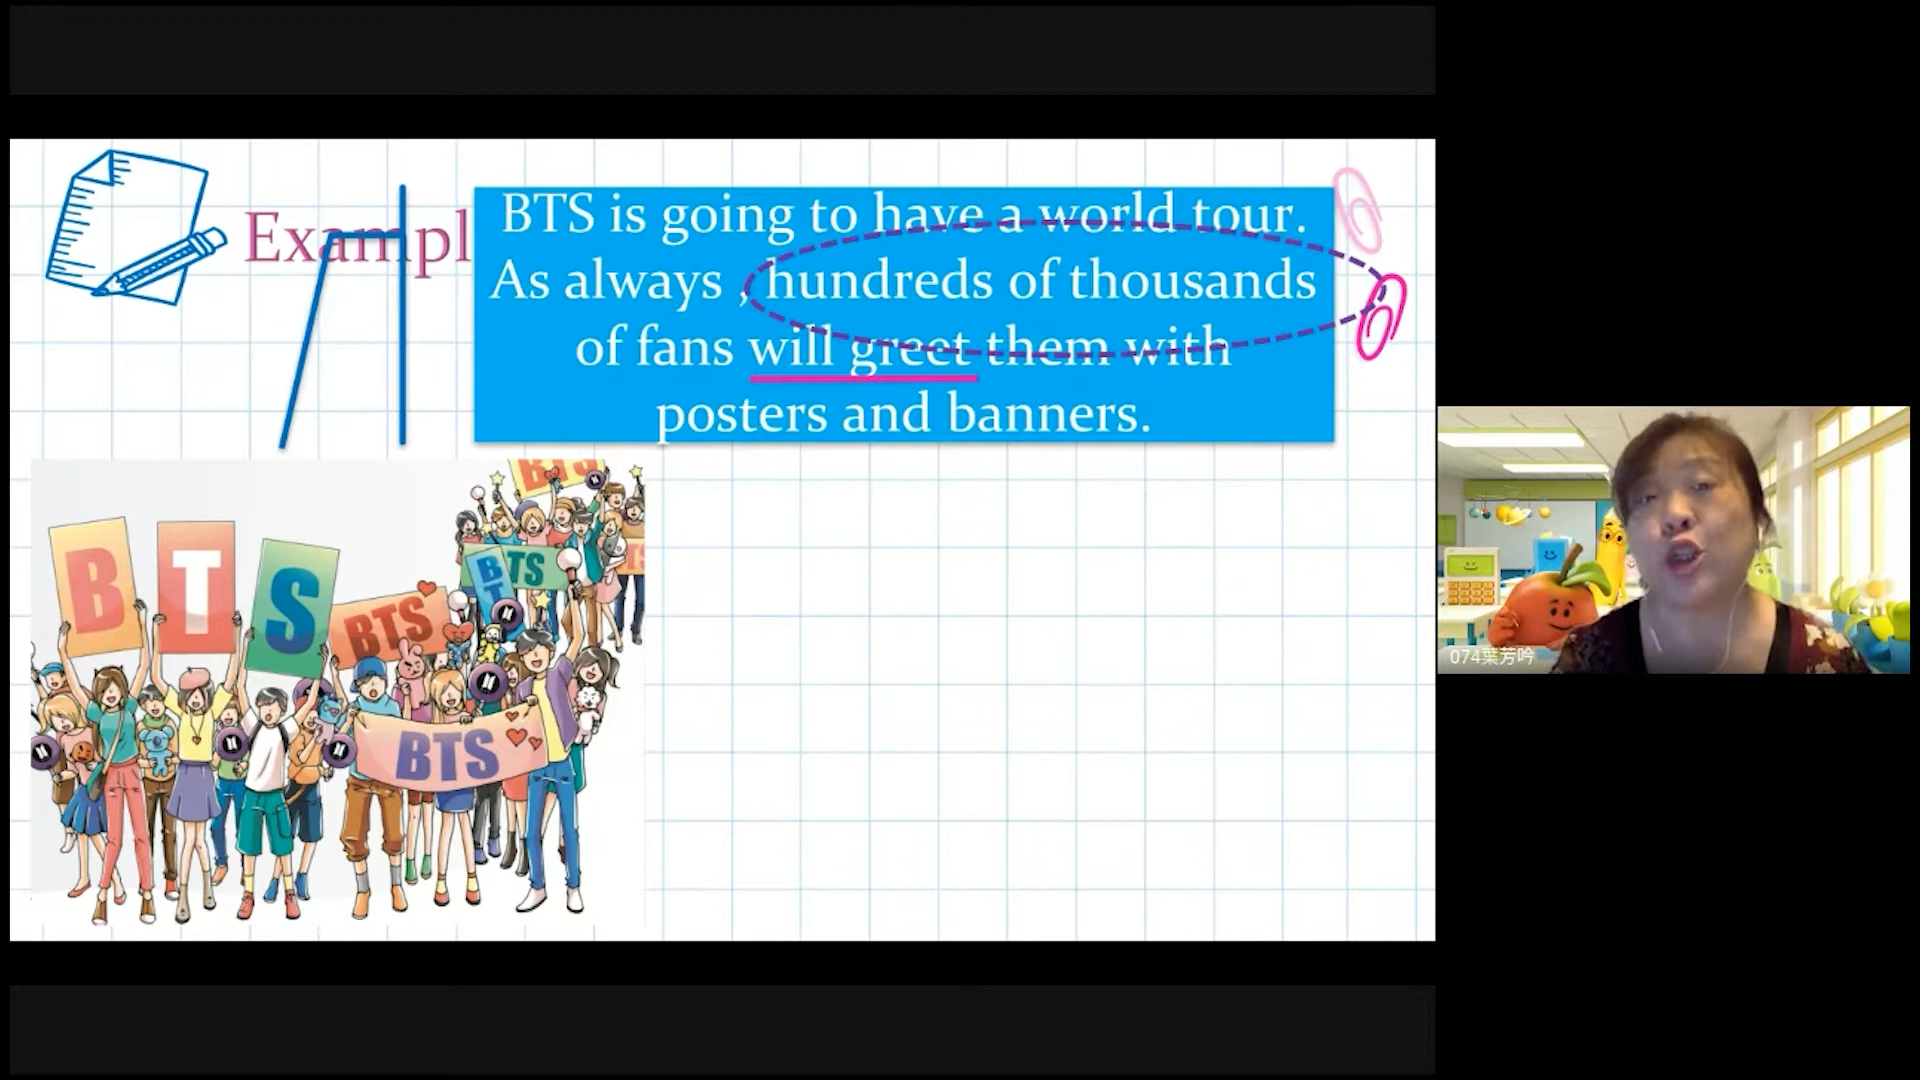 Exampl
BTS is going to have a world tour.
As always , hundreds of thousands
of fans will greet them with
posters and banners.
BTS
B T S
BTS
BTS
BT
BTS
074葉芳吟